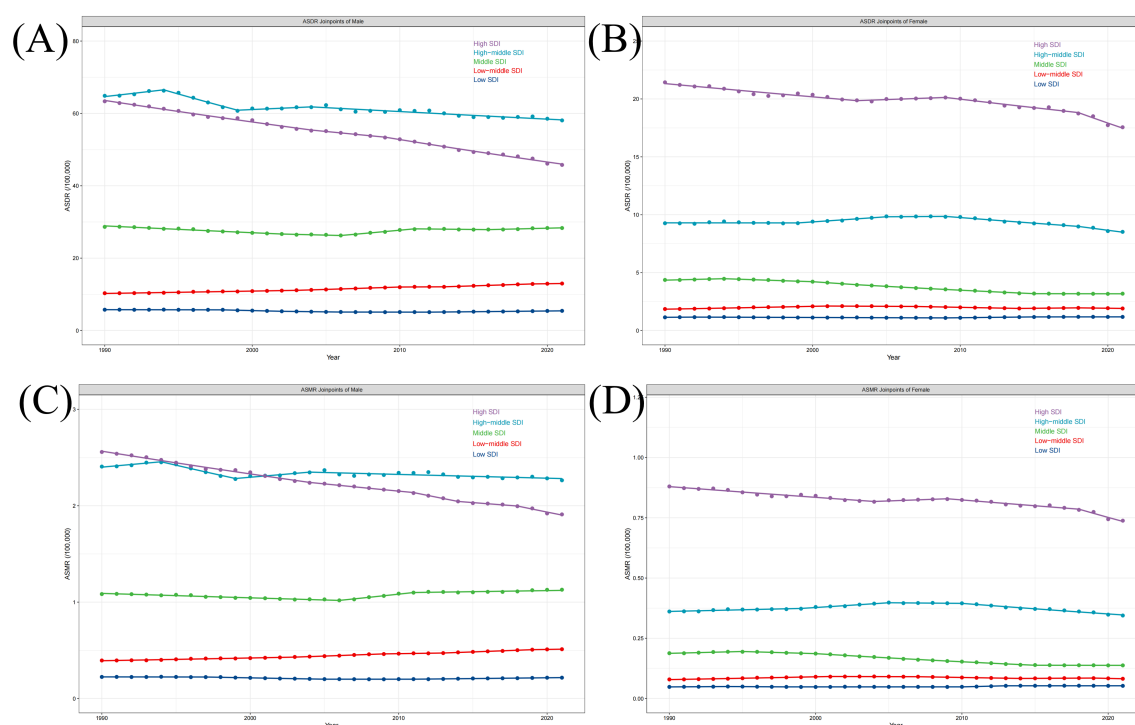 (A)
ASDR Joinpoints of Male
High SDI
High-middle SDI
Middle SDI
Low-middle SDI
Low SDI
80
60
40
20
0
ASDR (/100,000)
1990 2000 2010 2020
Year
(B)
ASDR Joinpoints of Female
High SDI
High-middle SDI
Middle SDI
Low-middle SDI
Low SDI
20
15
10
5
0
ASDR (/100,000)
1990 2000 2010 2020
Year
(C)
ASMR Joinpoints of Male
High SDI
High-middle SDI
Middle SDI
Low-middle SDI
Low SDI
3
2
1
0
ASMR (/100,000)
1990 2000 2010 2020
Year
(D)
ASMR Joinpoints of Female
High SDI
High-middle SDI
Middle SDI
Low-middle SDI
Low SDI
1.00
0.75
0.50
0.25
0.00
ASMR (/100,000)
1990 2000 2010 2020
Year